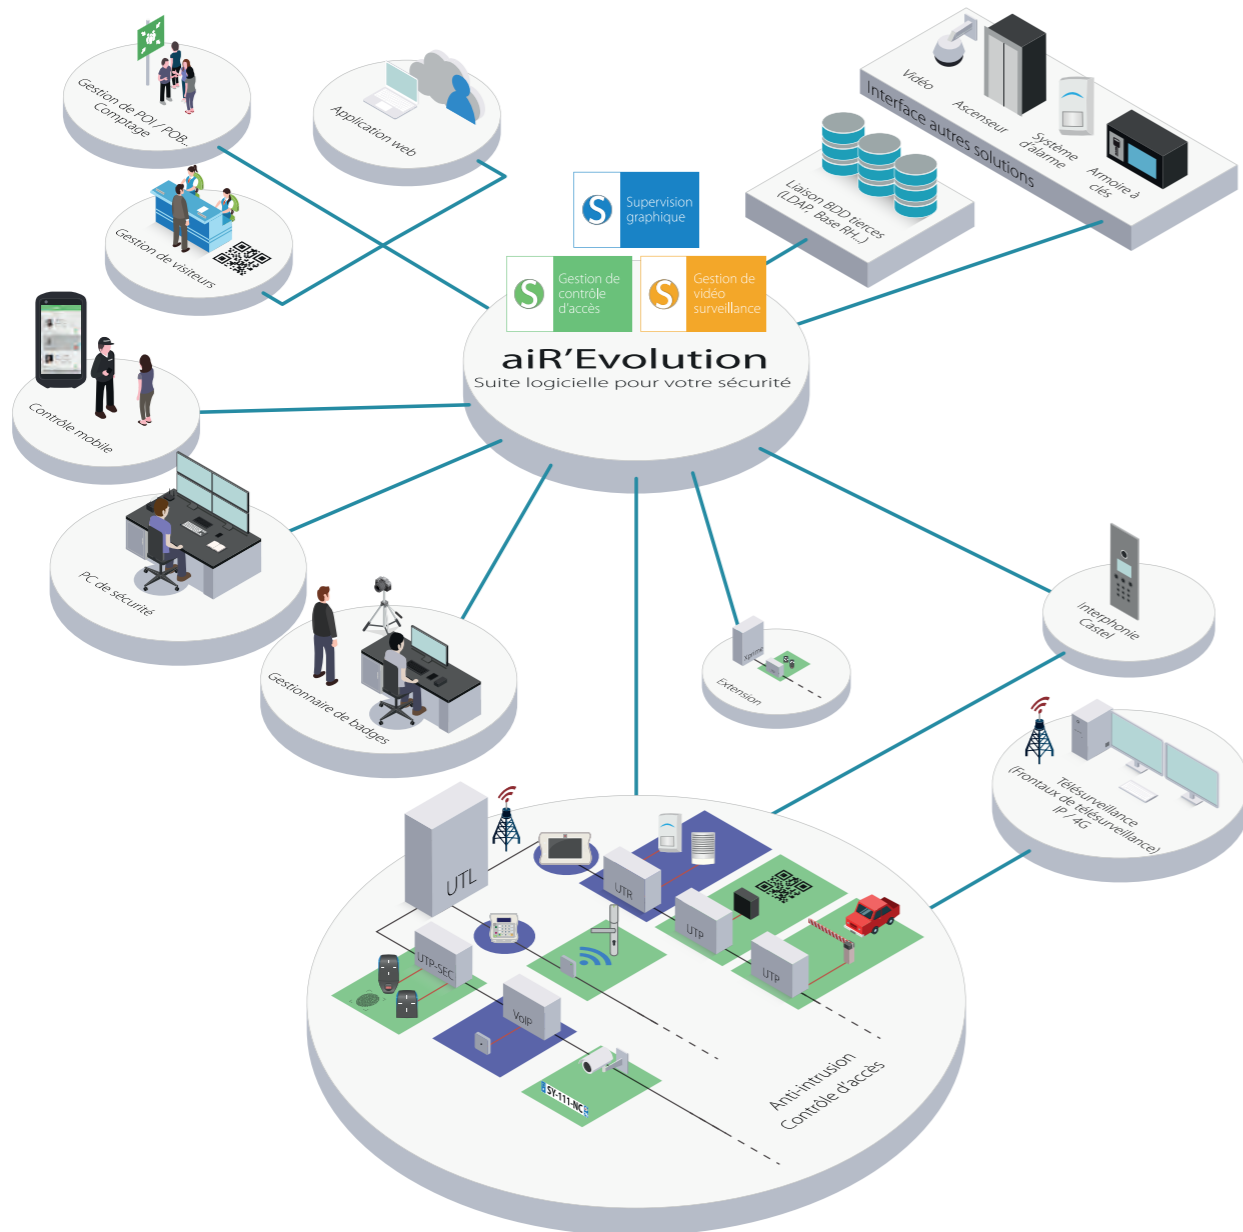 Gestion de POI / POB...
Comptage
Application web
Gestion de visiteurs
Vidéo
Ascenseur
Système
d'alarme
Armoire à
clés
Interface autres solutions
Liaison BDD tierces
(LDAP, Base RH...)
S
Supervision
graphique
S
Gestion de
contrôle
d'accès
S
Gestion de
vidéo
surveillance
aiR'Evolution
Suite logicielle pour votre sécurité
Contrôle mobile
PC de sécurité
Gestionnaire de badges
Xprime
Extension
Interphonie
Castel
Télésurveillance
(Frontaux de télésurveillance)
IP / 4G
UTL
UTR
UTP
UTP
UTP-SEC
VoIP
SY-111-NC
Anti-intrusion
Contrôle d'accès